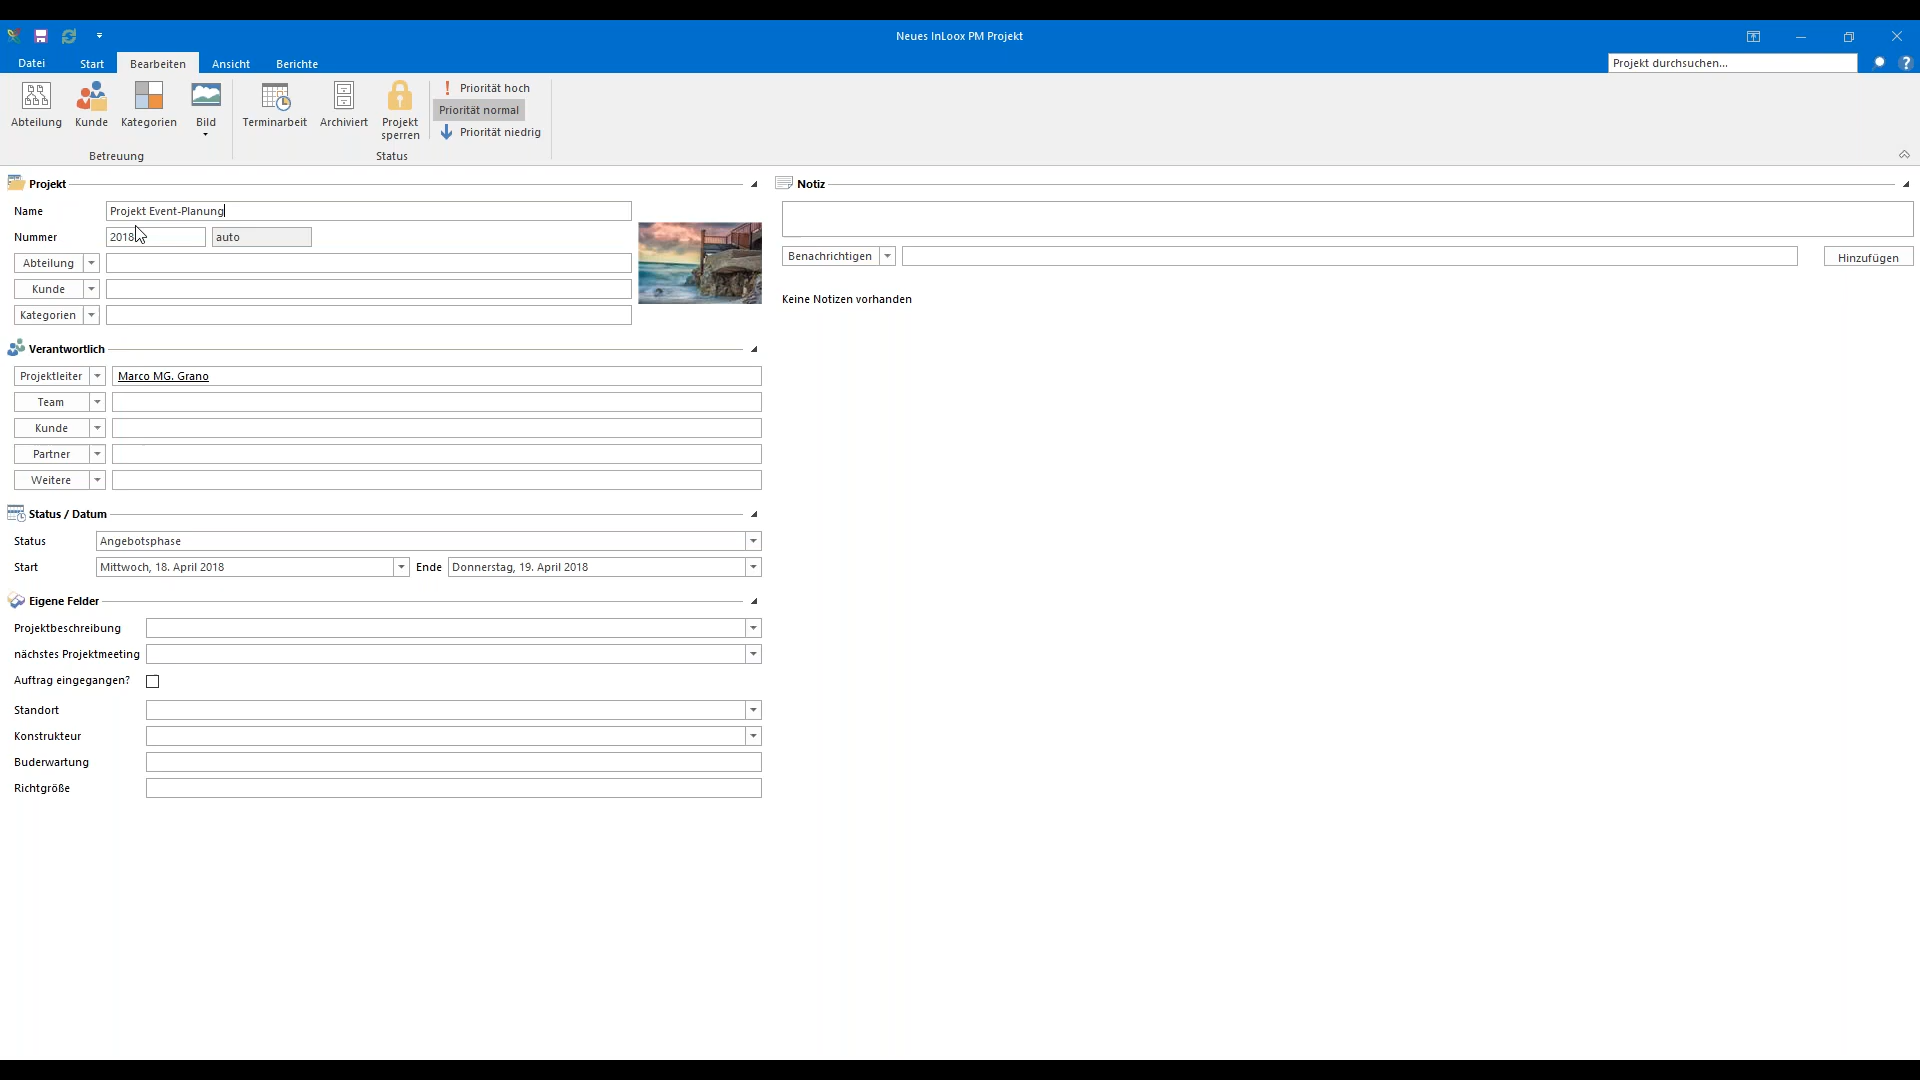 Neues InLoox PM Projekt
Datei Start Bearbeiten Ansicht Berichte
Projekt durchsuchen...
Abteilung Kunde Kategorien Bild
Betreuung
Terminarbeit Archiviert Projekt sperren
Priorität hoch
Priorität normal
Priorität niedrig
Status
Projekt
Name Projekt Event-Planung
Nummer 2018 auto
Abteilung
Kunde
Kategorien
Verantwortlich
Projektleiter Marco MG. Grano
Team
Kunde
Partner
Weitere
Status / Datum
Status Angebotsphase
Start Mittwoch, 18. April 2018 Ende Donnerstag, 19. April 2018
Eigene Felder
Projektbeschreibung
nächstes Projektmeeting
Auftrag eingegangen?
Standort
Konstrukteur
Buderwartung
Richtgröße
Notiz
Benachrichtigen Hinzufügen
Keine Notizen vorhanden